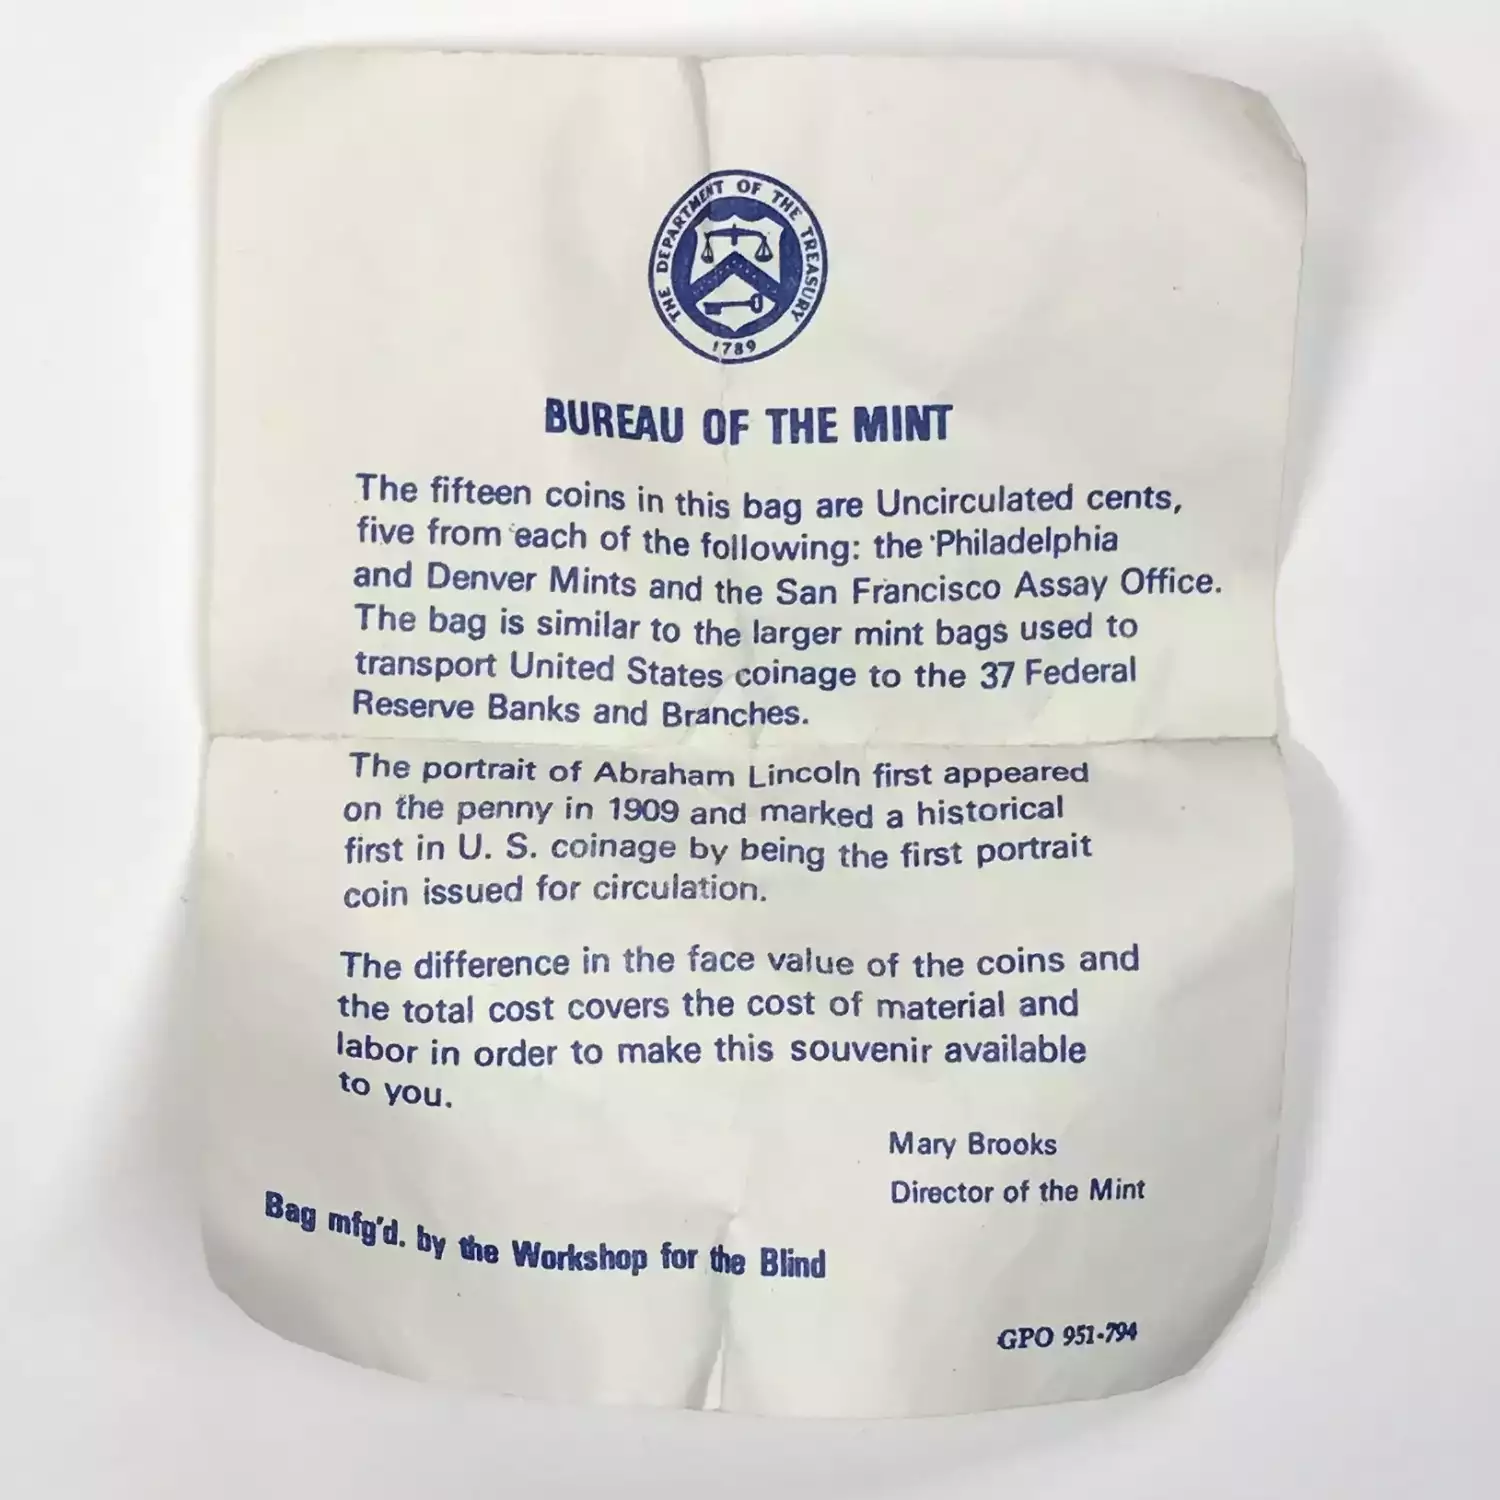 THE DEPARTMENT OF THE TREASURY
1789
BUREAU OF THE MINT
The fifteen coins in this bag are Uncirculated cents,
five from each of the following: the Philadelphia
and Denver Mints and the San Francisco Assay Office.
The bag is similar to the larger mint bags used to
transport United States coinage to the 37 Federal
Reserve Banks and Branches.
The portrait of Abraham Lincoln first appeared
on the penny in 1909 and marked a historical
first in U. S. coinage by being the first portrait
coin issued for circulation.
The difference in the face value of the coins and
the total cost covers the cost of material and
labor in order to make this souvenir available
to you.
Mary Brooks
Director of the Mint
Bag mfg'd. by the Workshop for the Blind
GPO 951-794